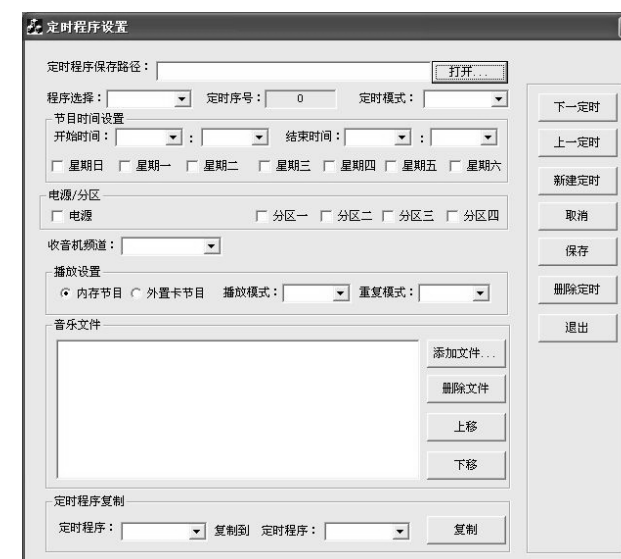 定时程序设置
定时程序保存路径： 打开...
程序选择： 定时序号： 0 定时模式：
节目时间设置
开始时间： ： 结束时间： ：
星期日 星期一 星期二 星期三 星期四 星期五 星期六
电源/分区
电源 分区一 分区二 分区三 分区四
收音机频道：
播放设置
内存节目 外置卡节目 播放模式： 重复模式：
音乐文件
添加文件...
删除文件
上移
下移
定时程序复制
定时程序： 复制到 定时程序： 复制
下一定时
上一定时
新建定时
取消
保存
删除定时
退出